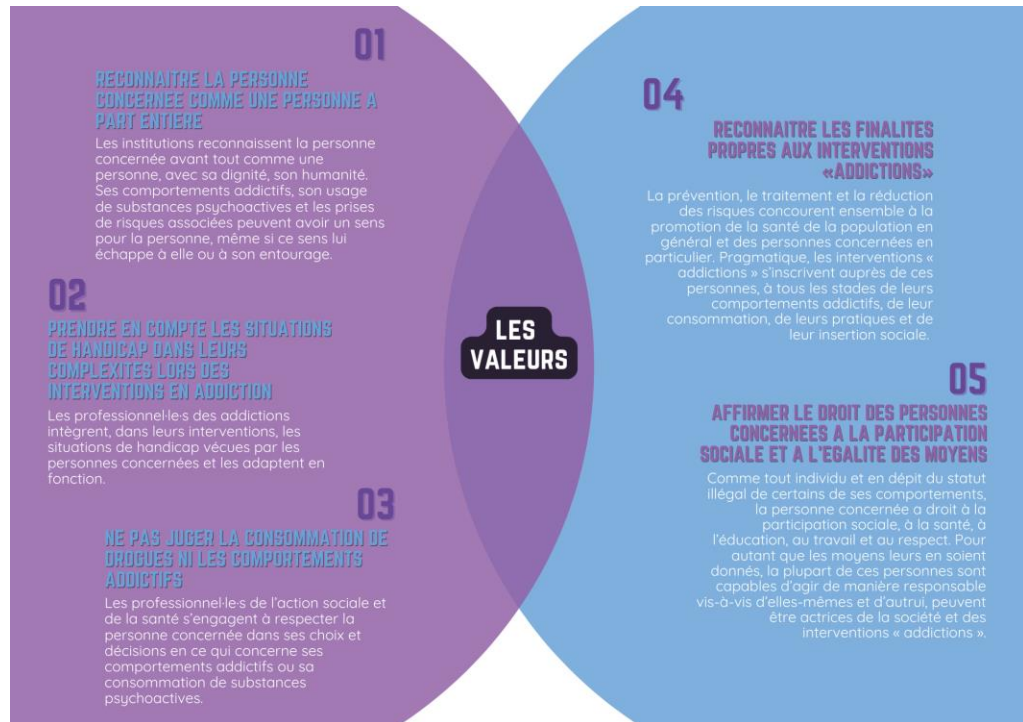 01
RECONNAITRE LA PERSONNE
CONCERNEE COMME UNE PERSONNE A
PART ENTIERE
Les institutions reconnaissent la personne
concernée avant tout comme une
personne, avec sa dignité, son humanité.
Ses comportements addictifs, son usage
de substances psychoactives et les prises
de risques associées peuvent avoir un sens
pour la personne, même si ce sens lui
échappe à elle ou à son entourage.
02
PRENDRE EN COMPTE LES SITUATIONS
DE HANDICAP DANS LEURS
COMPLEXITES LORS DES
INTERVENTIONS EN ADDICTION
Les professionnel·le·s des addictions
intègrent, dans leurs interventions, les
situations de handicap vécues par les
personnes concernées et les adaptent en
fonction.
03
NE PAS JUGER LA CONSOMMATION DE
DROGUES NI LES COMPORTEMENTS
ADDICTIFS
Les professionnel·le·s de l'action sociale et
de la santé s'engagent à respecter la
personne concernée dans ses choix et
décisions en ce qui concerne ses
comportements addictifs ou sa
consommation de substances
psychoactives.
LES
VALEURS
04
RECONNAITRE LES FINALITES
PROPRES AUX INTERVENTIONS
«ADDICTIONS»
La prévention, le traitement et la réduction
des risques concourent ensemble à la
promotion de la santé de la population en
général et des personnes concernées en
particulier. Pragmatique, les interventions «
addictions » s'inscrivent auprès de ces
personnes, à tous les stades de leurs
comportements addictifs, de leur
consommation, de leurs pratiques et de
leur insertion sociale.
05
AFFIRMER LE DROIT DES PERSONNES
CONCERNEES A LA PARTICIPATION
SOCIALE ET A L'EGALITE DES MOYENS
Comme tout individu et en dépit du statut
illégal de certains de ses comportements,
la personne concernée a droit à la
participation sociale, à la santé, à
l'éducation, au travail et au respect. Pour
autant que les moyens leurs en soient
donnés, la plupart de ces personnes sont
capables d'agir de manière responsable
vis-à-vis d'elles-mêmes et d'autrui, peuvent
être actrices de la société et des
interventions « addictions ».